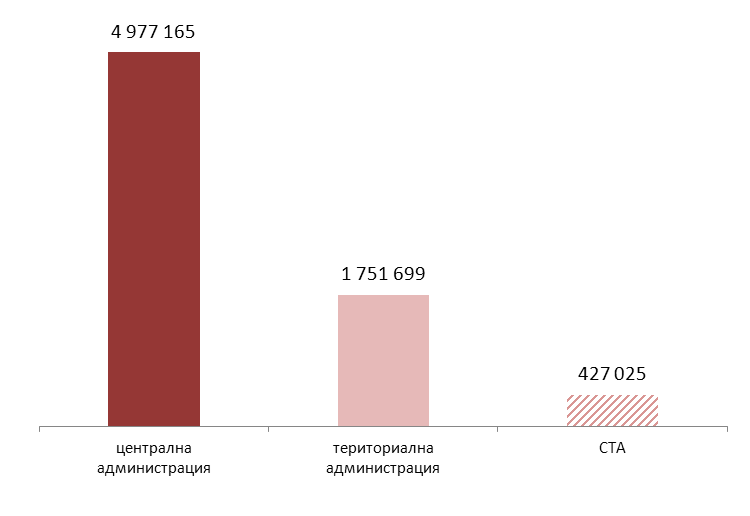 4 977 165
1 751 699
427 025
централна
администрация
териториална
администрация
СТА